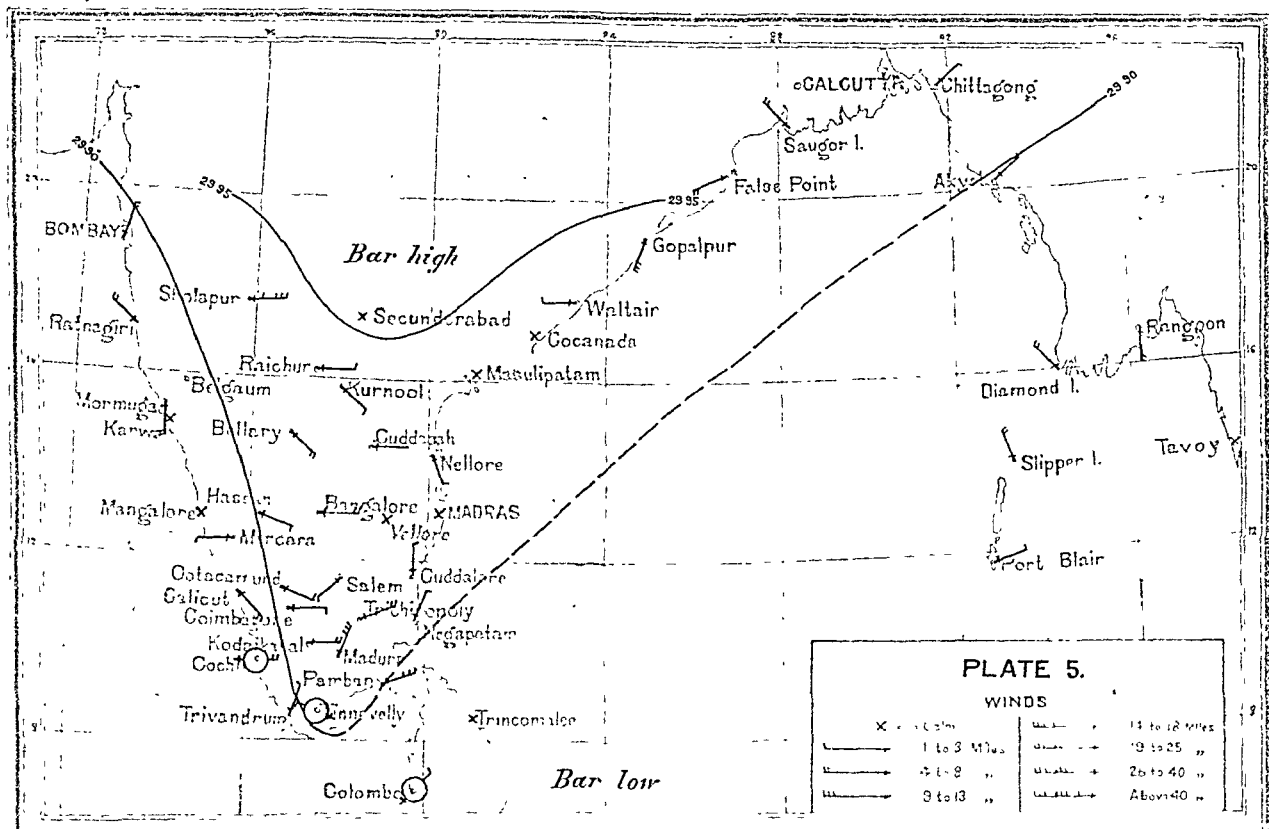 CALCUTTA
Chittagong
Saugor I.
29.90
29.90
29.95
29.95
False Point
BOMBAY
Bar high
Gopalpur
Sholapur
Waltair
Ratnagiri
Secunderabad
Cocanada
Rangoon
Raichur
Masulipatam
Belgaum
Kurnool
Diamond I.
Mormugao
Karwar
Bellary
Cuddapah
Tavoy
Nellore
Slipper I.
Hassan
Bangalore
Mangalore
MADRAS
Vellore
Mercara
Port Blair
Ootacamund
Salem
Cuddalore
Calicut
Coimbatore
Trichinopoly
Negapatam
Kodaikanal
Madura
Cochin
Pamban
Trivandrum
Tinnevelly
Trincomalee
Colombo
Bar low
PLATE 5.
WINDS
Calm
1 to 3 Miles
4 to 8 "
9 to 13 "
14 to 18 Miles
19 to 25 "
26 to 40 "
Above 40 "